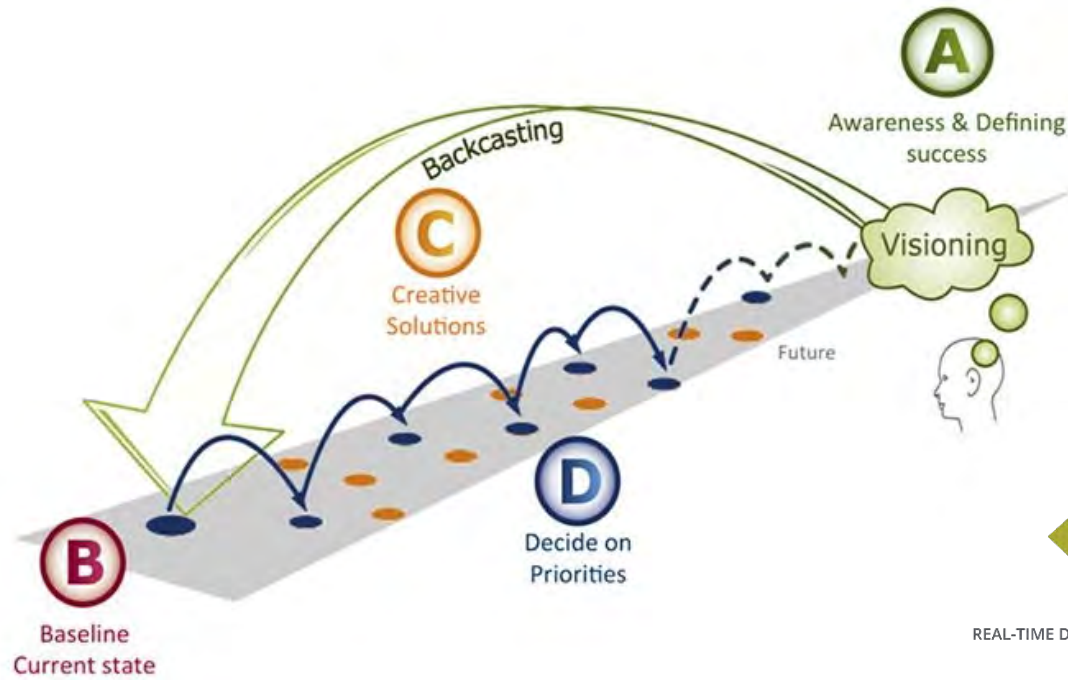 A
Awareness & Defining
success
Backcasting
Visioning
C
Creative
Solutions
Future
D
Decide on
Priorities
B
Baseline
Current state
REAL-TIME D